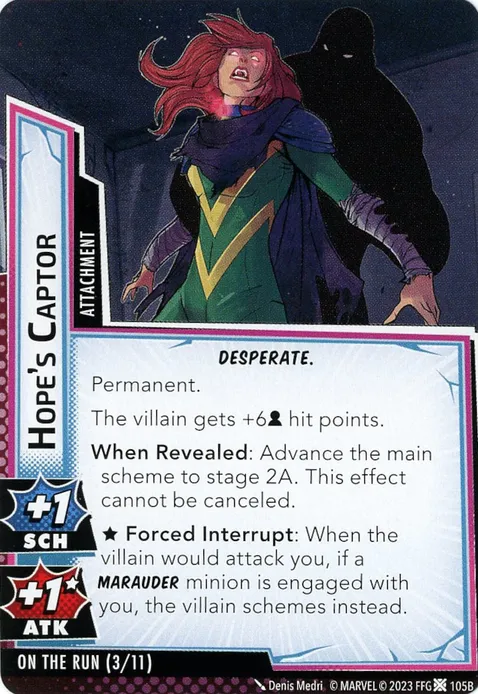 HOPE'S CAPTOR
ATTACHMENT
DESPERATE.
Permanent.
The villain gets +6 hit points.
When Revealed: Advance the main
scheme to stage 2A. This effect
cannot be canceled.
★ Forced Interrupt: When the
villain would attack you, if a
MARAUDER minion is engaged with
you, the villain schemes instead.
+1
SCH
+1★
ATK
ON THE RUN (3/11)
Denis Medri. © MARVEL © 2023 FFG 105B